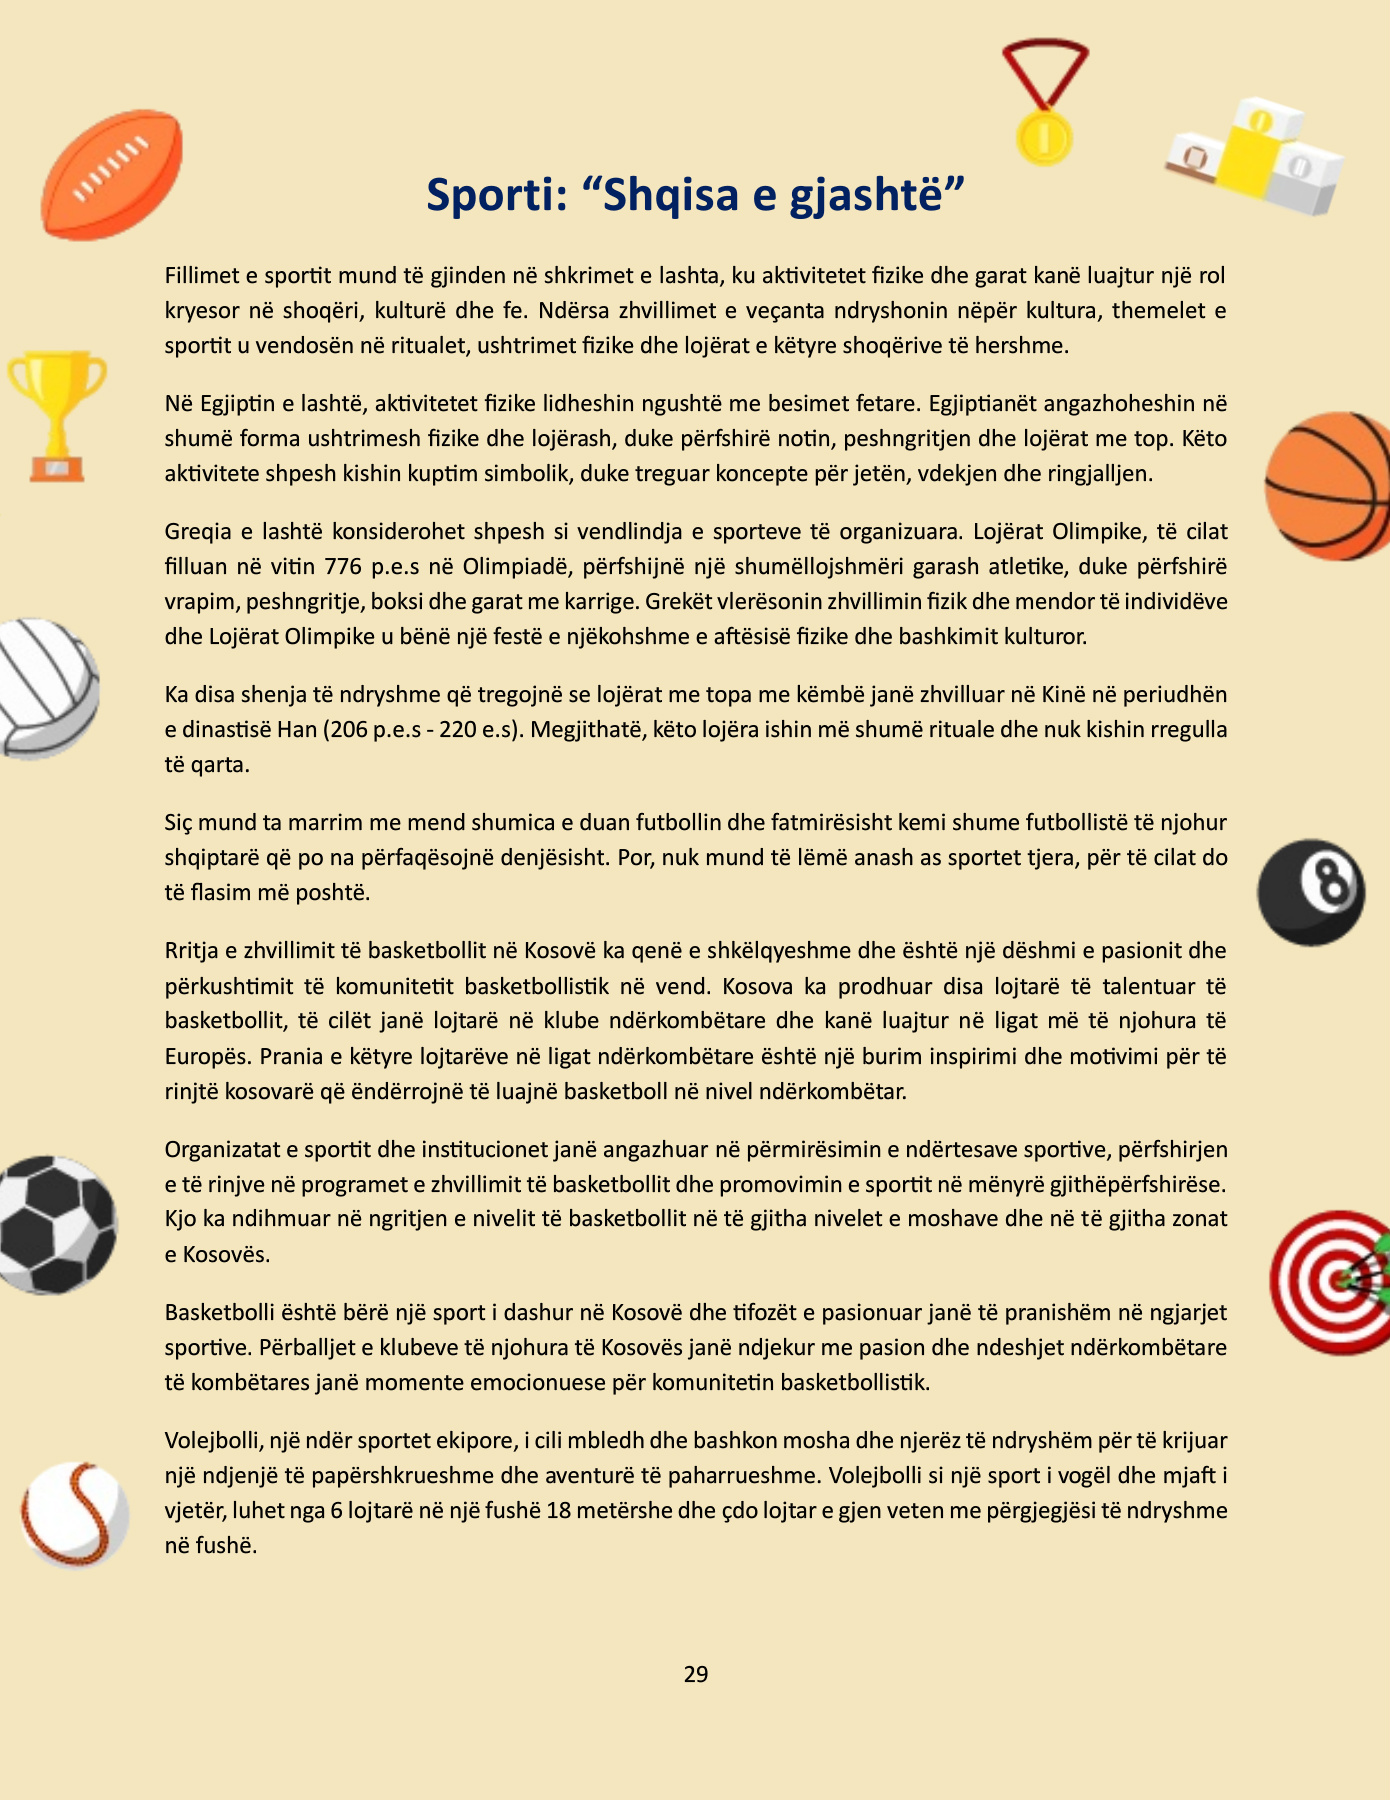 Sporti: “Shqisa e gjashtë”
Fillimet e sportit mund të gjinden në shkrimet e lashta, ku aktivitetet fizike dhe garat kanë luajtur një rol
kryesor në shoqëri, kulturë dhe fe. Ndërsa zhvillimet e veçanta ndryshonin nëpër kultura, themelet e
sportit u vendosën në ritualet, ushtrimet fizike dhe lojërat e këtyre shoqërive të hershme.
Në Egjiptin e lashtë, aktivitetet fizike lidheshin ngushtë me besimet fetare. Egjiptianët angazhoheshin në
shumë forma ushtrimesh fizike dhe lojërash, duke përfshirë notin, peshngritjen dhe lojërat me top. Këto
aktivitete shpesh kishin kuptim simbolik, duke treguar koncepte për jetën, vdekjen dhe ringjalljen.
Greqia e lashtë konsiderohet shpesh si vendlindja e sporteve të organizuara. Lojërat Olimpike, të cilat
filluan në vitin 776 p.e.s në Olimpiadë, përfshijnë një shumëllojshmëri garash atletike, duke përfshirë
vrapim, peshngritje, boksi dhe garat me karrige. Grekët vlerësonin zhvillimin fizik dhe mendor të individëve
dhe Lojërat Olimpike u bënë një festë e njëkohshme e aftësisë fizike dhe bashkimit kulturor.
Ka disa shenja të ndryshme që tregojnë se lojërat me topa me këmbë janë zhvilluar në Kinë në periudhën
e dinastisë Han (206 p.e.s - 220 e.s). Megjithatë, këto lojëra ishin më shumë rituale dhe nuk kishin rregulla
të qarta.
Siç mund ta marrim me mend shumica e duan futbollin dhe fatmirësisht kemi shume futbollistë të njohur
shqiptarë që po na përfaqësojnë denjësisht. Por, nuk mund të lëmë anash as sportet tjera, për të cilat do
të flasim më poshtë.
Rritja e zhvillimit të basketbollit në Kosovë ka qenë e shkëlqyeshme dhe është një dëshmi e pasionit dhe
përkushtimit të komunitetit basketbollistik në vend. Kosova ka prodhuar disa lojtarë të talentuar të
basketbollit, të cilët janë lojtarë në klube ndërkombëtare dhe kanë luajtur në ligat më të njohura të
Europës. Prania e këtyre lojtarëve në ligat ndërkombëtare është një burim inspirimi dhe motivimi për të
rinjtë kosovarë që ëndërrojnë të luajnë basketboll në nivel ndërkombëtar.
Organizatat e sportit dhe institucionet janë angazhuar në përmirësimin e ndërtesave sportive, përfshirjen
e të rinjve në programet e zhvillimit të basketbollit dhe promovimin e sportit në mënyrë gjithëpërfshirëse.
Kjo ka ndihmuar në ngritjen e nivelit të basketbollit në të gjitha nivelet e moshave dhe në të gjitha zonat
e Kosovës.
Basketbolli është bërë një sport i dashur në Kosovë dhe tifozët e pasionuar janë të pranishëm në ngjarjet
sportive. Përballjet e klubeve të njohura të Kosovës janë ndjekur me pasion dhe ndeshjet ndërkombëtare
të kombëtares janë momente emocionuese për komunitetin basketbollistik.
Volejbolli, një ndër sportet ekipore, i cili mbledh dhe bashkon mosha dhe njerëz të ndryshëm për të krijuar
një ndjenjë të papërshkrueshme dhe aventurë të paharrueshme. Volejbolli si një sport i vogël dhe mjaft i
vjetër, luhet nga 6 lojtarë në një fushë 18 metërshe dhe çdo lojtar e gjen veten me përgjegjësi të ndryshme
në fushë.
8
29